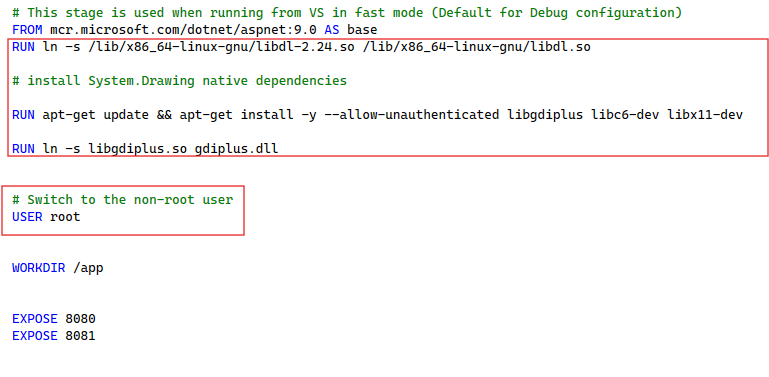 # This stage is used when running from VS in fast mode (Default for Debug configuration)
FROM mcr.microsoft.com/dotnet/aspnet:9.0 AS base
RUN ln -s /lib/x86_64-linux-gnu/libdl-2.24.so /lib/x86_64-linux-gnu/libdl.so
# install System.Drawing native dependencies
RUN apt-get update && apt-get install -y --allow-unauthenticated libgdiplus libc6-dev libx11-dev
RUN ln -s libgdiplus.so gdiplus.dll
# Switch to the non-root user
USER root
WORKDIR /app
EXPOSE 8080
EXPOSE 8081